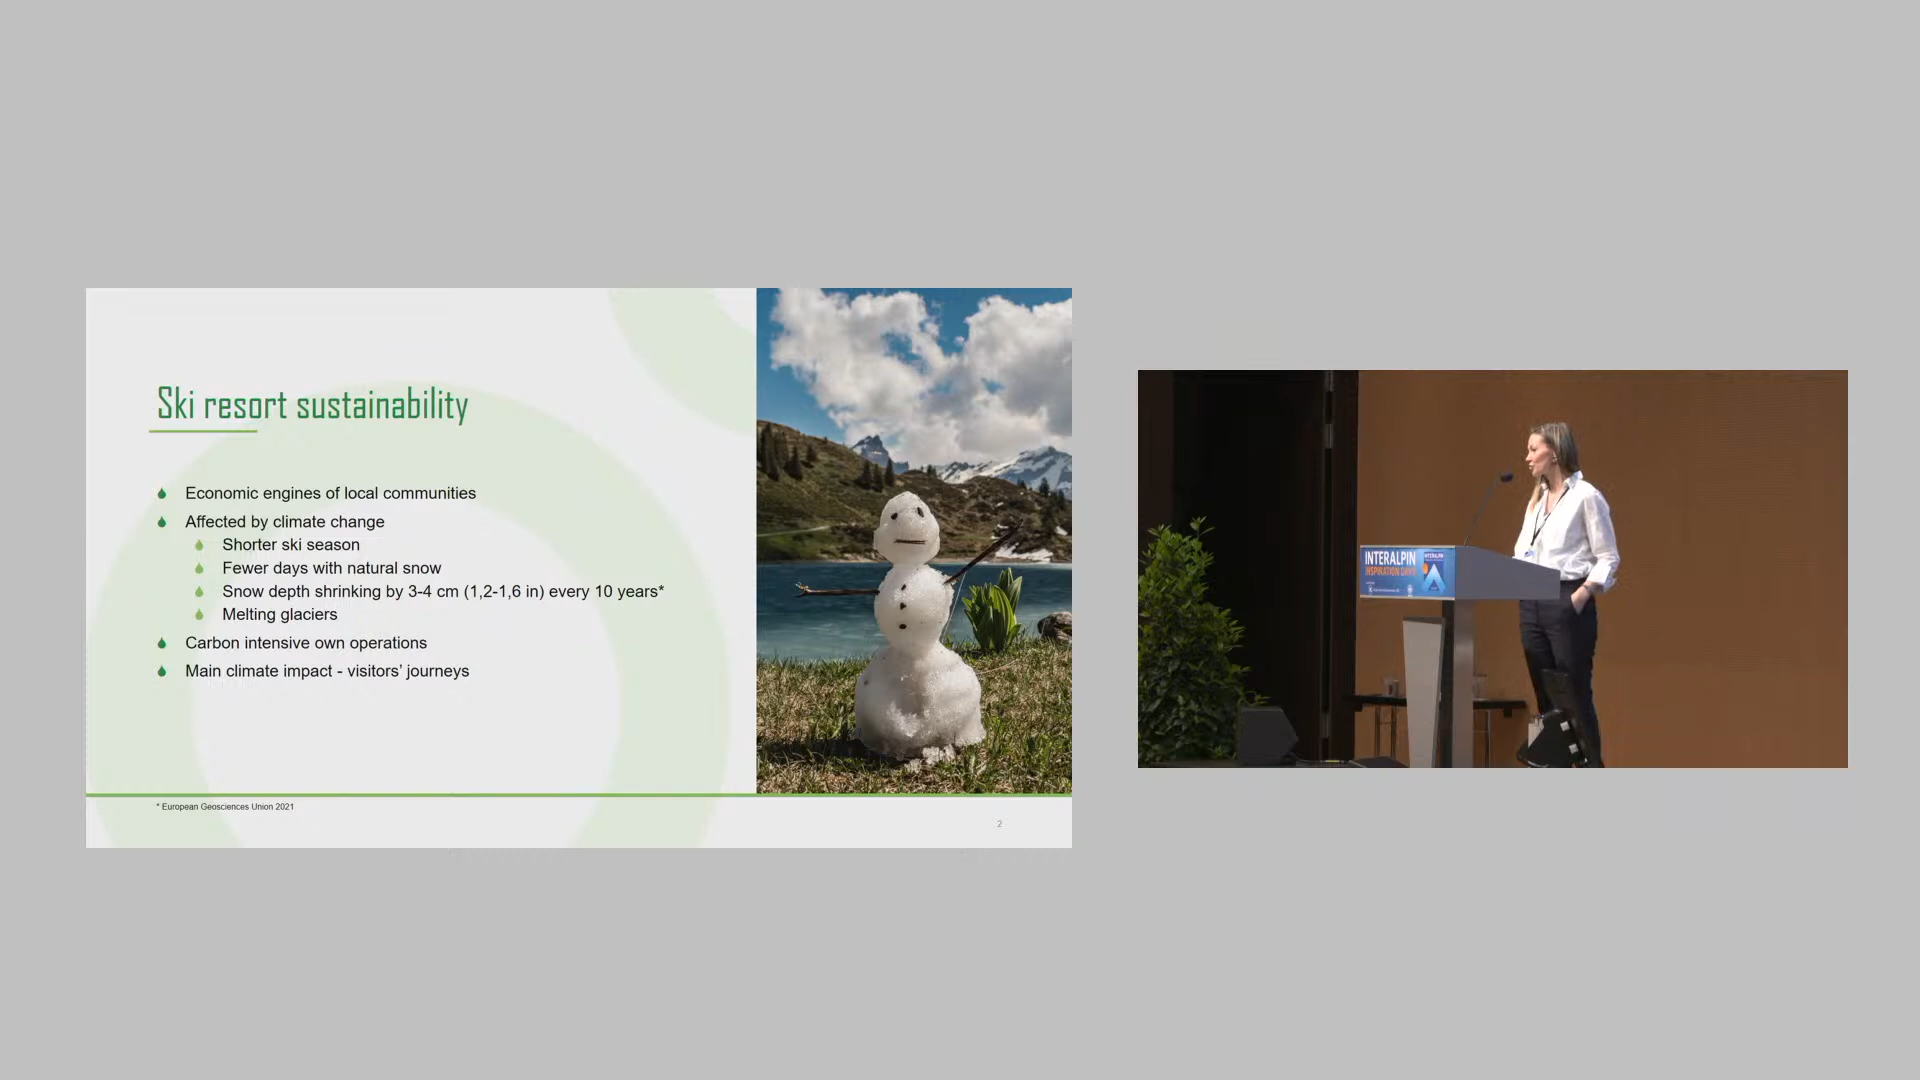 Ski resort sustainability
Economic engines of local communities
Affected by climate change
Shorter ski season
Fewer days with natural snow
Snow depth shrinking by 3-4 cm (1,2-1,6 in) every 10 years*
Melting glaciers
Carbon intensive own operations
Main climate impact - visitors’ journeys
* European Geosciences Union 2021
2
INTERALPIN
INSPIRATION DAYS
INTERALPIN